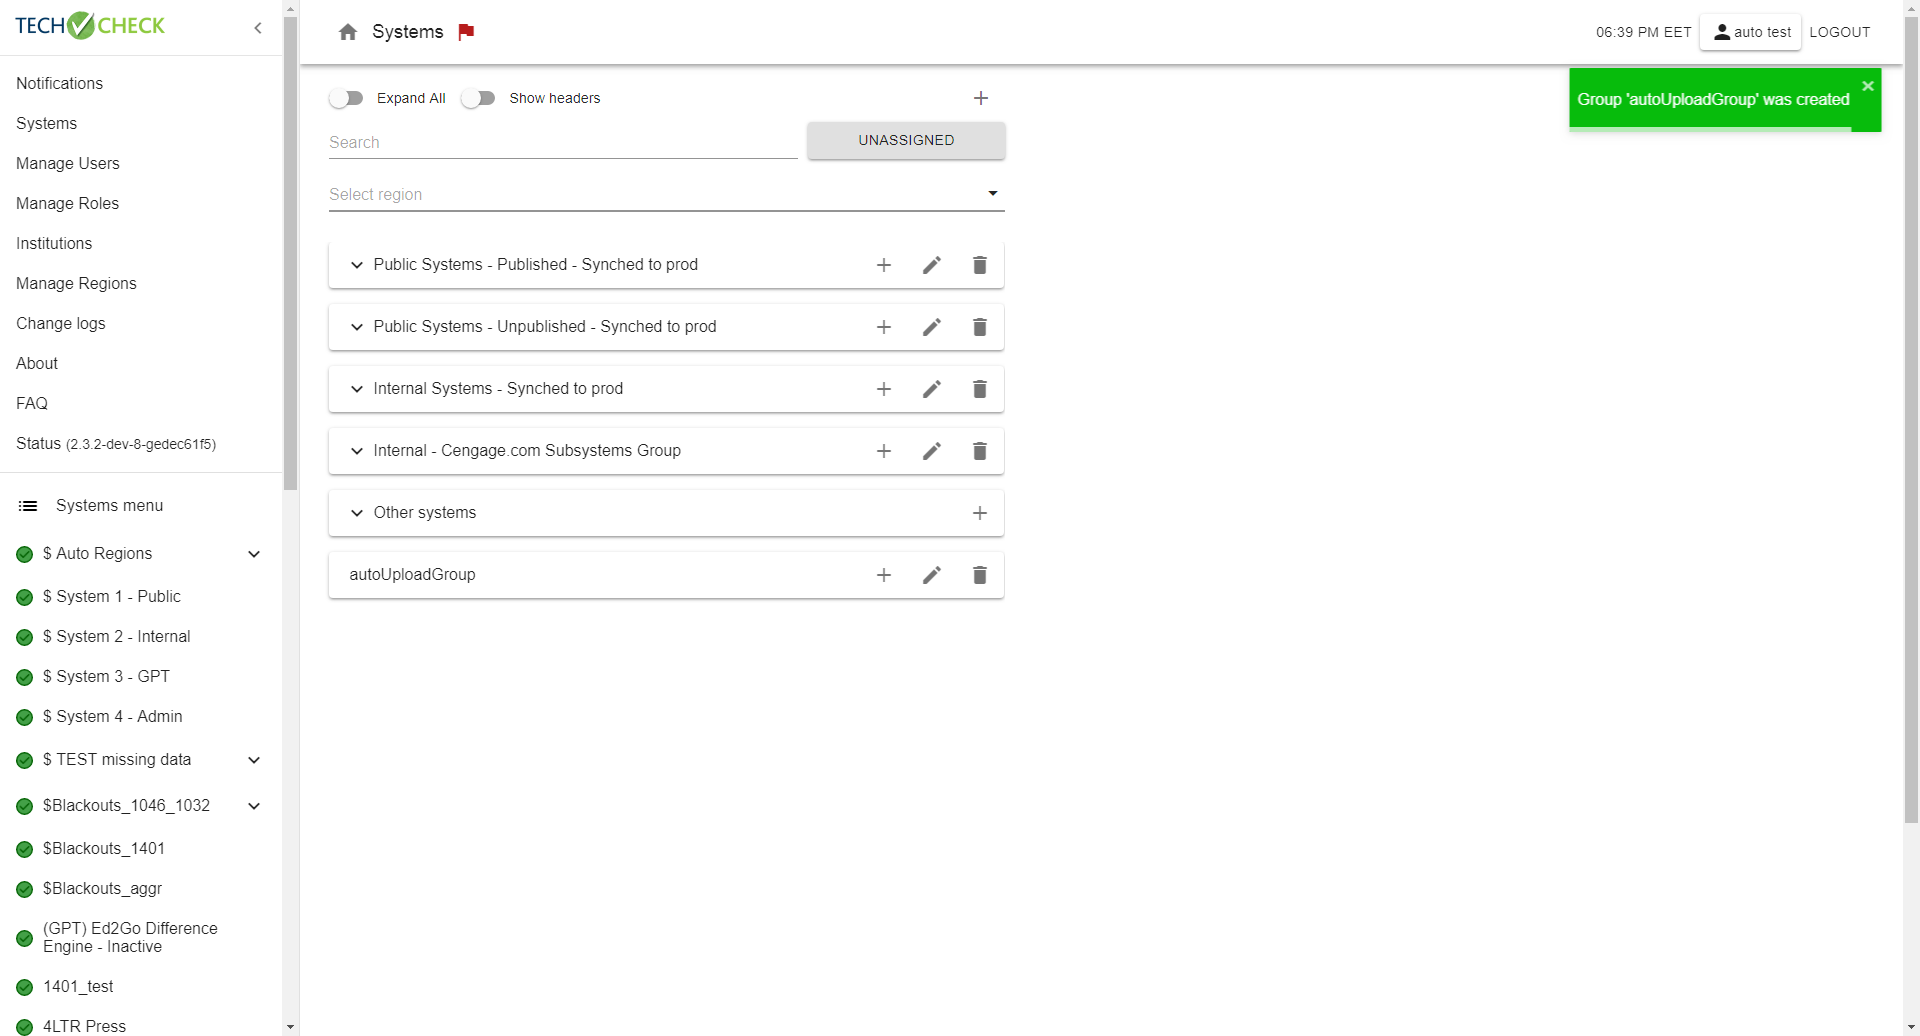 TECH CHECK
Notifications
Systems
Manage Users
Manage Roles
Institutions
Manage Regions
Change logs
About
FAQ
Status (2.3.2-dev-8-gedec61f5)
Systems menu
$ Auto Regions
$ System 1 - Public
$ System 2 - Internal
$ System 3 - GPT
$ System 4 - Admin
$ TEST missing data
$Blackouts_1046_1032
$Blackouts_1401
$Blackouts_aggr
(GPT) Ed2Go Difference
Engine - Inactive
1401_test
4LTR Press
Systems
06:39 PM EET
auto test
LOGOUT
Expand All
Show headers
Search
UNASSIGNED
Select region
Public Systems - Published - Synched to prod
Public Systems - Unpublished - Synched to prod
Internal Systems - Synched to prod
Internal - Cengage.com Subsystems Group
Other systems
autoUploadGroup
Group 'autoUploadGroup' was created